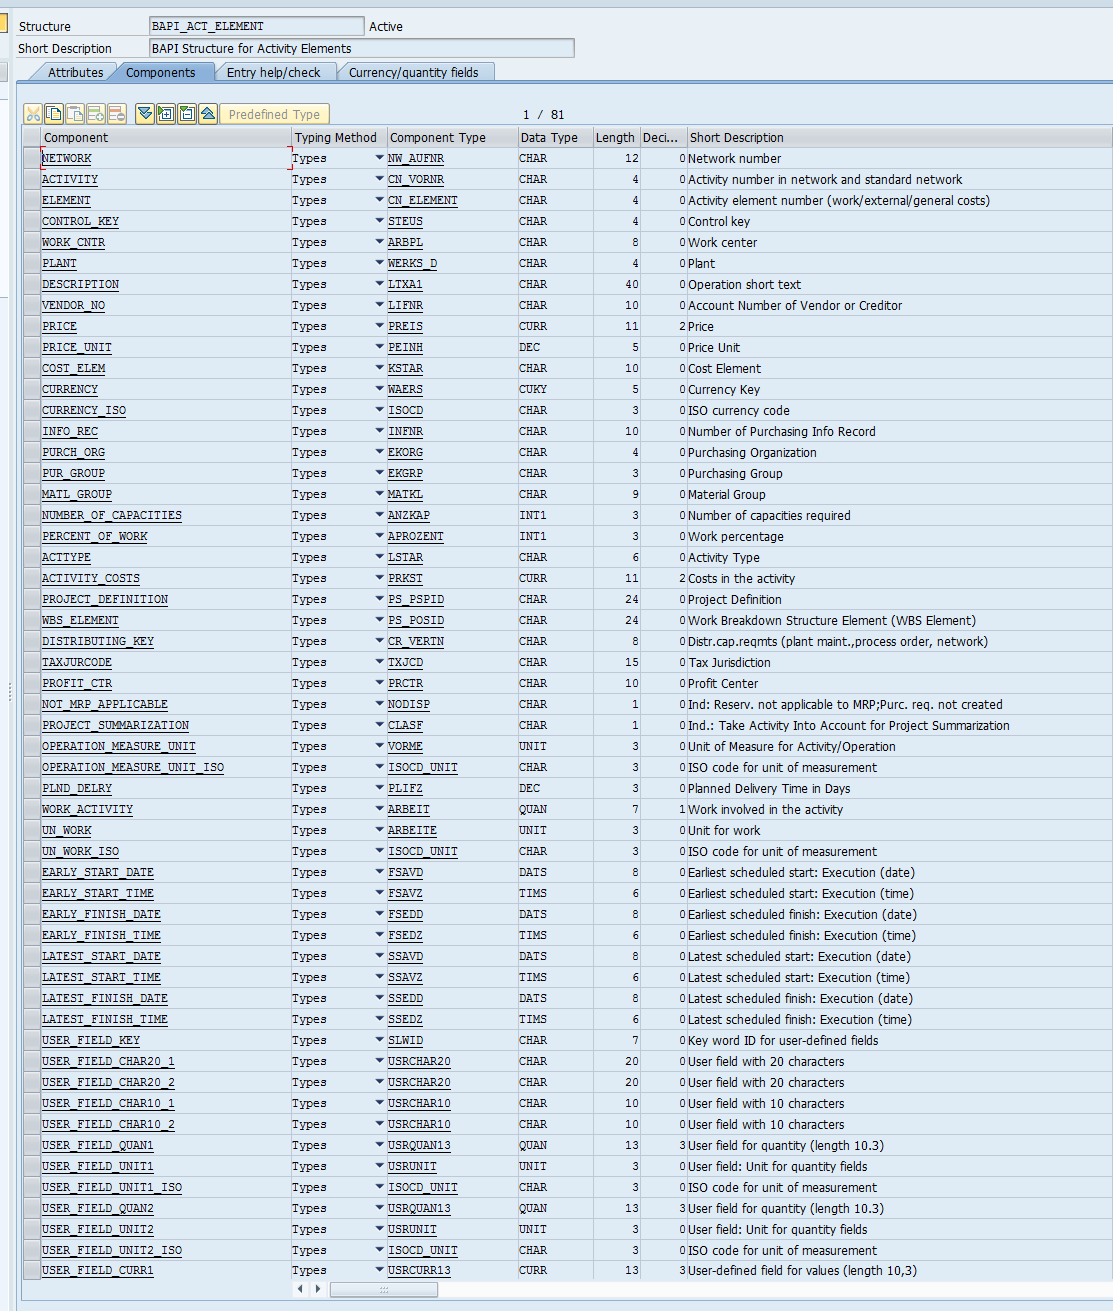 Structure BAPI_ACT_ELEMENT Active
Short Description BAPI Structure for Activity Elements
Attributes Components Entry help/check Currency/quantity fields
Predefined Type 1 / 81
Component Typing Method Component Type Data Type Length Deci... Short Description
NETWORK Types NW_AUFNR CHAR 12 0 Network number
ACTIVITY Types CN_VORNR CHAR 4 0 Activity number in network and standard network
ELEMENT Types CN_ELEMENT CHAR 4 0 Activity element number (work/external/general costs)
CONTROL_KEY Types STEUS CHAR 4 0 Control key
WORK_CNTR Types ARBPL CHAR 8 0 Work center
PLANT Types WERKS_D CHAR 4 0 Plant
DESCRIPTION Types LTXA1 CHAR 40 0 Operation short text
VENDOR_NO Types LIFNR CHAR 10 0 Account Number of Vendor or Creditor
PRICE Types PREIS CURR 11 2 Price
PRICE_UNIT Types PEINH DEC 5 0 Price Unit
COST_ELEM Types KSTAR CHAR 10 0 Cost Element
CURRENCY Types WAERS CUKY 5 0 Currency Key
CURRENCY_ISO Types ISOCD CHAR 3 0 ISO currency code
INFO_REC Types INFNR CHAR 10 0 Number of Purchasing Info Record
PURCH_ORG Types EKORG CHAR 4 0 Purchasing Organization
PUR_GROUP Types EKGRP CHAR 3 0 Purchasing Group
MATL_GROUP Types MATKL CHAR 9 0 Material Group
NUMBER_OF_CAPACITIES Types ANZKAP INT1 3 0 Number of capacities required
PERCENT_OF_WORK Types APROZENT INT1 3 0 Work percentage
ACTTYPE Types LSTAR CHAR 6 0 Activity Type
ACTIVITY_COSTS Types PRKST CURR 11 2 Costs in the activity
PROJECT_DEFINITION Types PS_PSPID CHAR 24 0 Project Definition
WBS_ELEMENT Types PS_POSID CHAR 24 0 Work Breakdown Structure Element (WBS Element)
DISTRIBUTING_KEY Types CR_VERTN CHAR 8 0 Distr.cap.reqmts (plant maint.,process order, network)
TAXJURCODE Types TXJCD CHAR 15 0 Tax Jurisdiction
PROFIT_CTR Types PRCTR CHAR 10 0 Profit Center
NOT_MRP_APPLICABLE Types NODISP CHAR 1 0 Ind: Reserv. not applicable to MRP;Purc. req. not created
PROJECT_SUMMARIZATION Types CLASF CHAR 1 0 Ind.: Take Activity Into Account for Project Summarization
OPERATION_MEASURE_UNIT Types VORME UNIT 3 0 Unit of Measure for Activity/Operation
OPERATION_MEASURE_UNIT_ISO Types ISOCD_UNIT CHAR 3 0 ISO code for unit of measurement
PLND_DELRY Types PLIFZ DEC 3 0 Planned Delivery Time in Days
WORK_ACTIVITY Types ARBEIT QUAN 7 1 Work involved in the activity
UN_WORK Types ARBEITE UNIT 3 0 Unit for work
UN_WORK_ISO Types ISOCD_UNIT CHAR 3 0 ISO code for unit of measurement
EARLY_START_DATE Types FSAVD DATS 8 0 Earliest scheduled start: Execution (date)
EARLY_START_TIME Types FSAVZ TIMS 6 0 Earliest scheduled start: Execution (time)
EARLY_FINISH_DATE Types FSEDD DATS 8 0 Earliest scheduled finish: Execution (date)
EARLY_FINISH_TIME Types FSEDZ TIMS 6 0 Earliest scheduled finish: Execution (time)
LATEST_START_DATE Types SSAVD DATS 8 0 Latest scheduled start: Execution (date)
LATEST_START_TIME Types SSAVZ TIMS 6 0 Latest scheduled start: Execution (time)
LATEST_FINISH_DATE Types SSEDD DATS 8 0 Latest scheduled finish: Execution (date)
LATEST_FINISH_TIME Types SSEDZ TIMS 6 0 Latest scheduled finish: Execution (time)
USER_FIELD_KEY Types SLWID CHAR 7 0 Key word ID for user-defined fields
USER_FIELD_CHAR20_1 Types USRCHAR20 CHAR 20 0 User field with 20 characters
USER_FIELD_CHAR20_2 Types USRCHAR20 CHAR 20 0 User field with 20 characters
USER_FIELD_CHAR10_1 Types USRCHAR10 CHAR 10 0 User field with 10 characters
USER_FIELD_CHAR10_2 Types USRCHAR10 CHAR 10 0 User field with 10 characters
USER_FIELD_QUAN1 Types USRQUAN13 QUAN 13 3 User field for quantity (length 10.3)
USER_FIELD_UNIT1 Types USRUNIT UNIT 3 0 User field: Unit for quantity fields
USER_FIELD_UNIT1_ISO Types ISOCD_UNIT CHAR 3 0 ISO code for unit of measurement
USER_FIELD_QUAN2 Types USRQUAN13 QUAN 13 3 User field for quantity (length 10.3)
USER_FIELD_UNIT2 Types USRUNIT UNIT 3 0 User field: Unit for quantity fields
USER_FIELD_UNIT2_ISO Types ISOCD_UNIT CHAR 3 0 ISO code for unit of measurement
USER_FIELD_CURR1 Types USRCURR13 CURR 13 3 User-defined field for values (length 10,3)